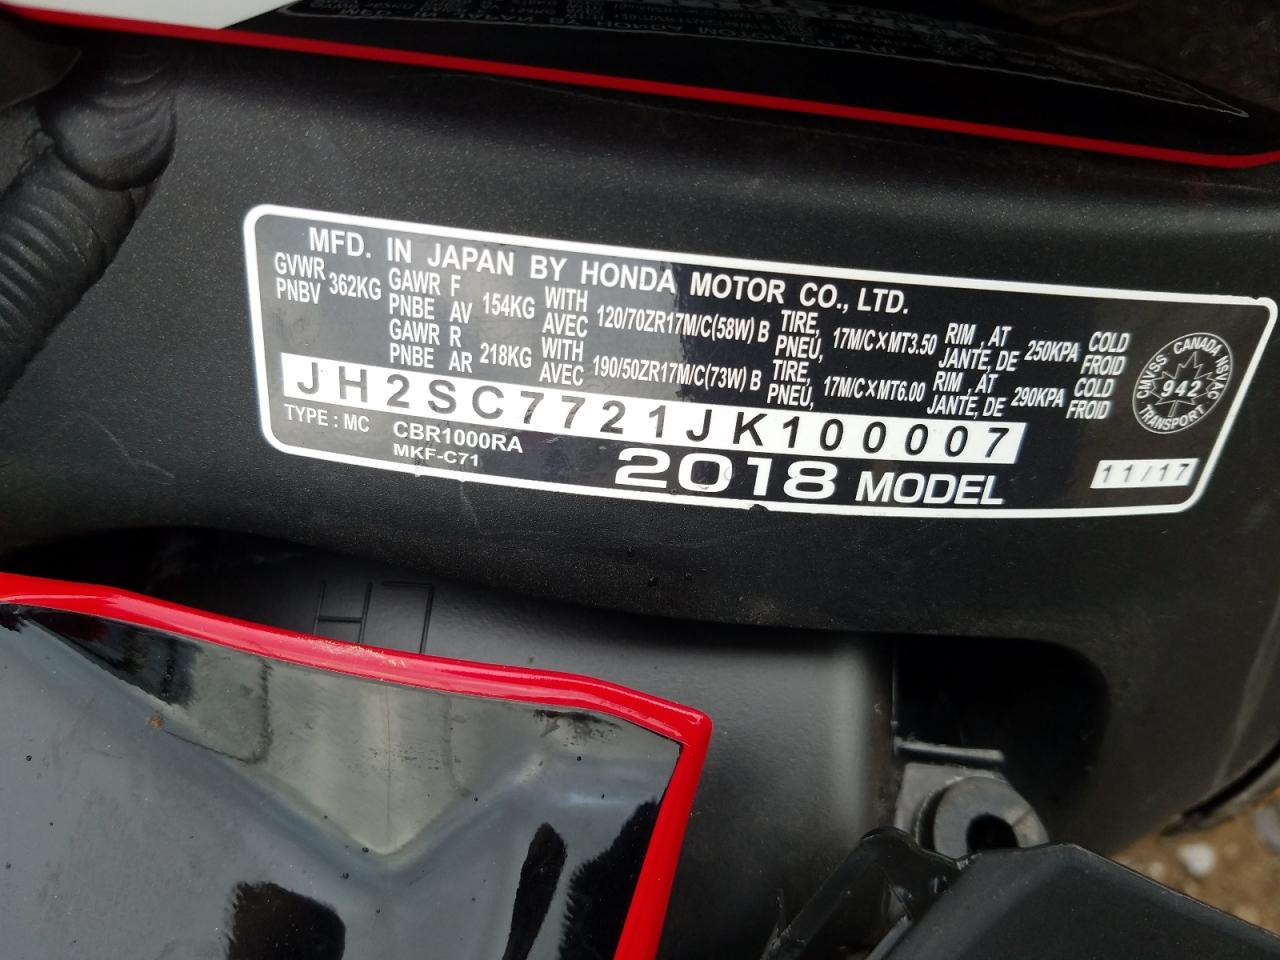 MFD. IN JAPAN BY HONDA MOTOR CO., LTD.
GVWR PNBV 362KG GAWR F PNBE AV 154KG WITH AVEC 120/70ZR17M/C(58W) B TIRE, PNEU, 17M/C×MT3.50 RIM , AT JANTE, DE 250KPA COLD FROID
GAWR R PNBE AR 218KG WITH AVEC 190/50ZR17M/C(73W) B TIRE, PNEU, 17M/C×MT6.00 RIM , AT JANTE, DE 290KPA COLD FROID
CMVSS CANADA NSVAC
942
TRANSPORT
JH2SC7721JK100007
TYPE : MC CBR1000RA
MKF-C71
2018 MODEL
11/17